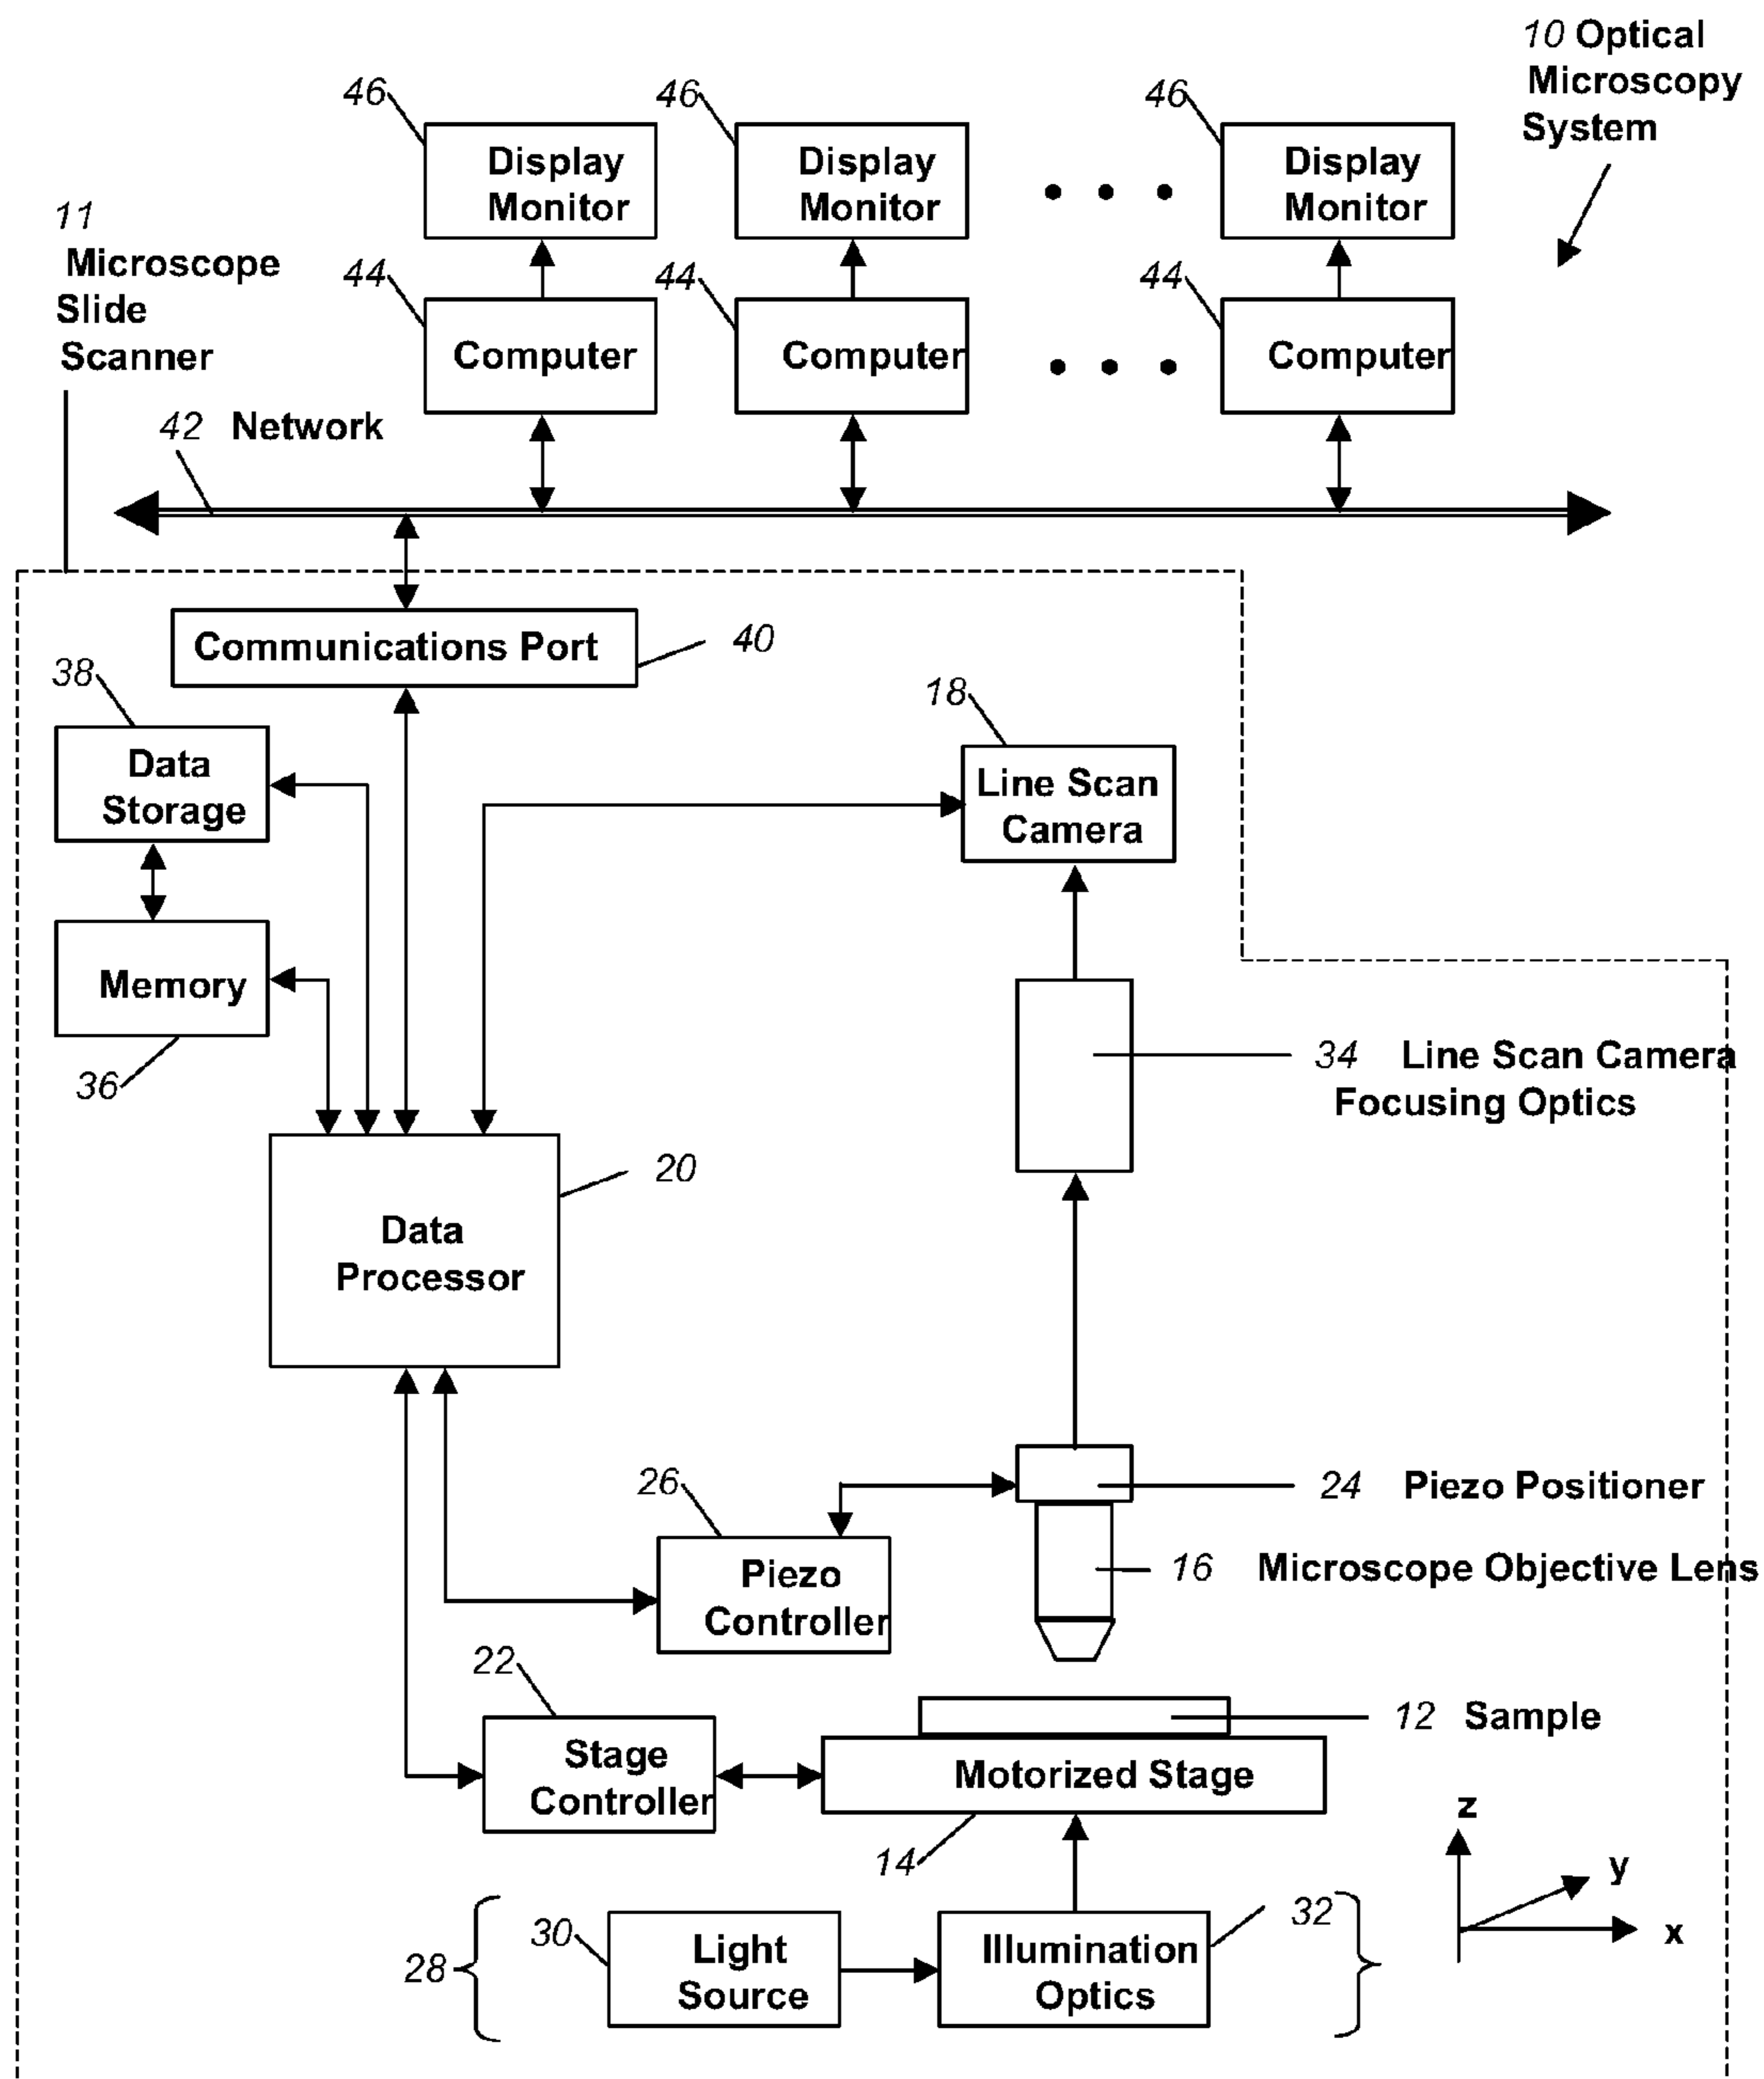 10 Optical
Microscopy
System
46
46
46
Display
Monitor
Display
Monitor
Display
Monitor
11
Microscope
Slide
Scanner
44
44
44
Computer
Computer
Computer
42 Network
Communications Port
40
38
Data
Storage
18
Line Scan
Camera
Memory
36
34 Line Scan Camera
Focusing Optics
20
Data
Processor
26
24 Piezo Positioner
Piezo
Controller
16 Microscope Objective Lens
22
12 Sample
Stage
Controller
Motorized Stage
14
z
y
x
28
30
Light
Source
Illumination
Optics
32